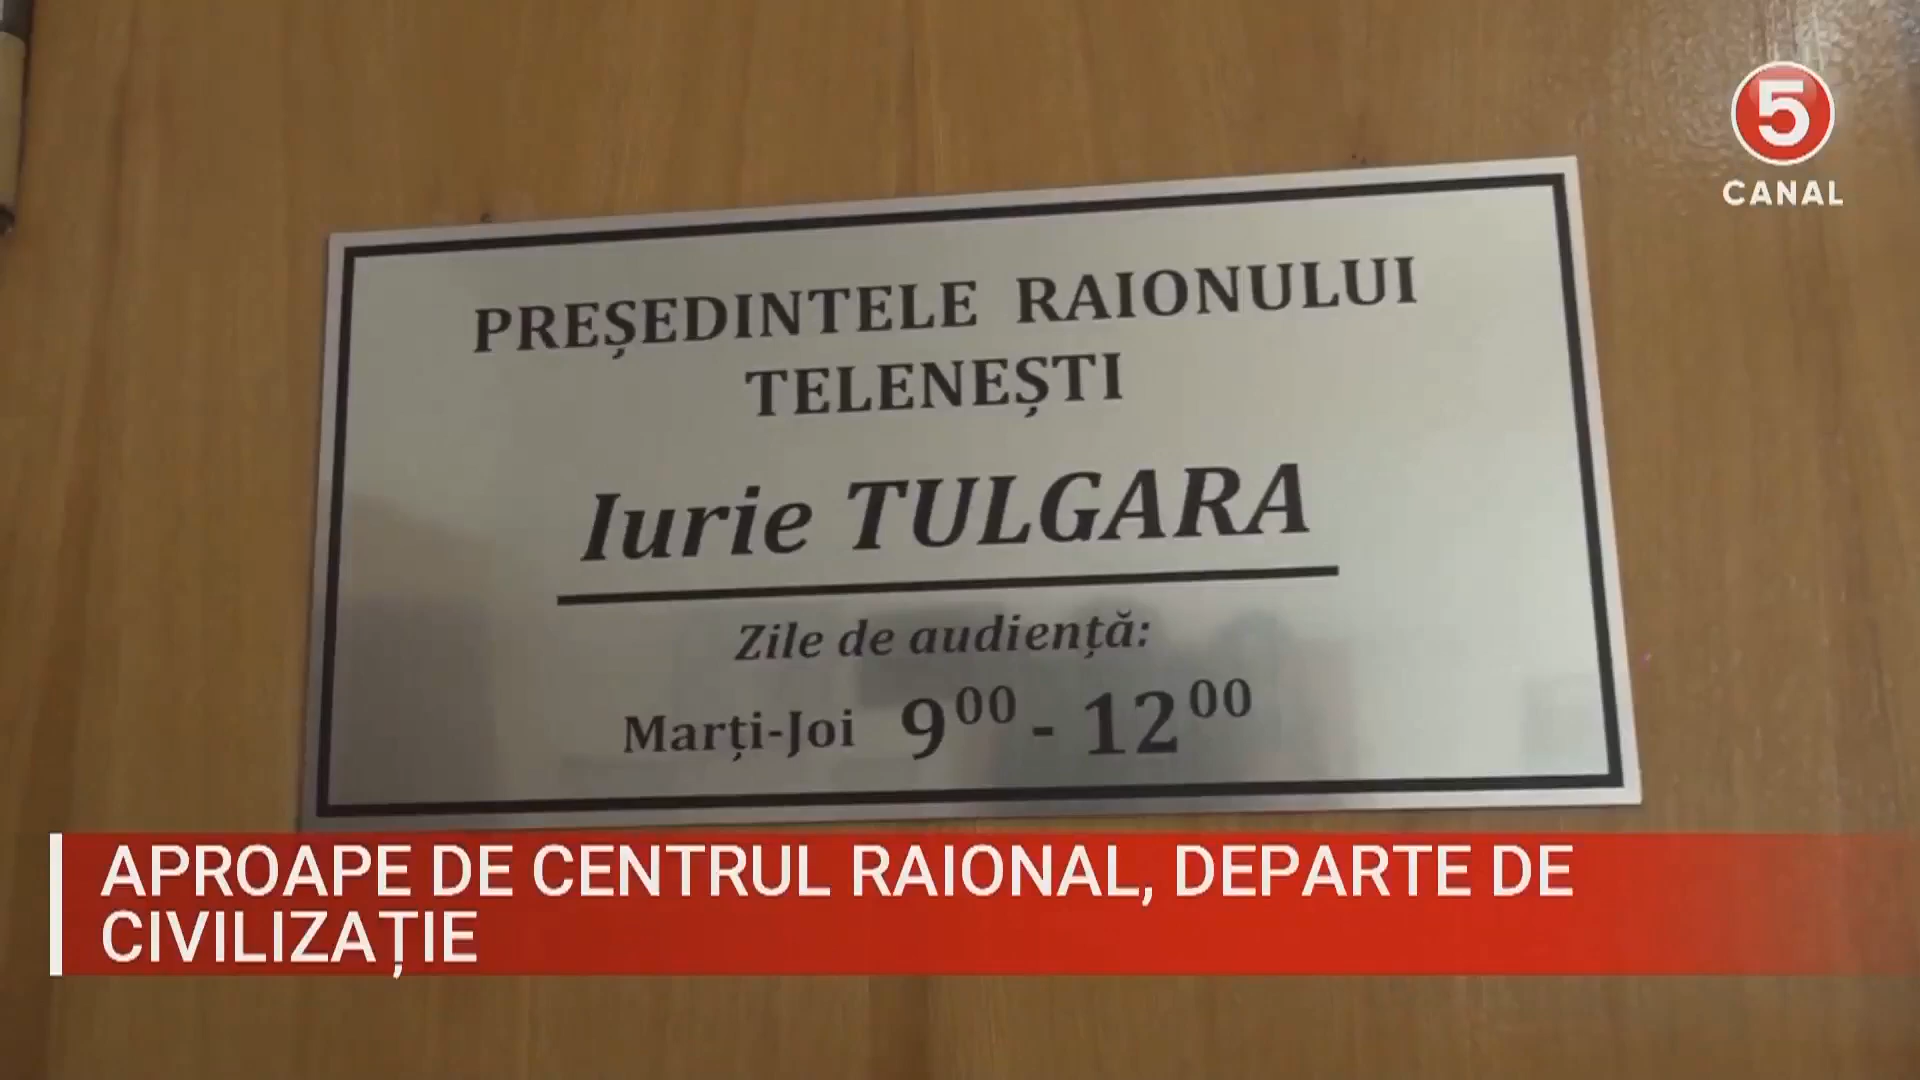 5
CANAL
PREȘEDINTELE RAIONULUI
TELENEȘTI
Iurie TULGARA
Zile de audiență:
Marți-Joi 9⁰⁰ - 12⁰⁰
APROAPE DE CENTRUL RAIONAL, DEPARTE DE
CIVILIZAȚIE